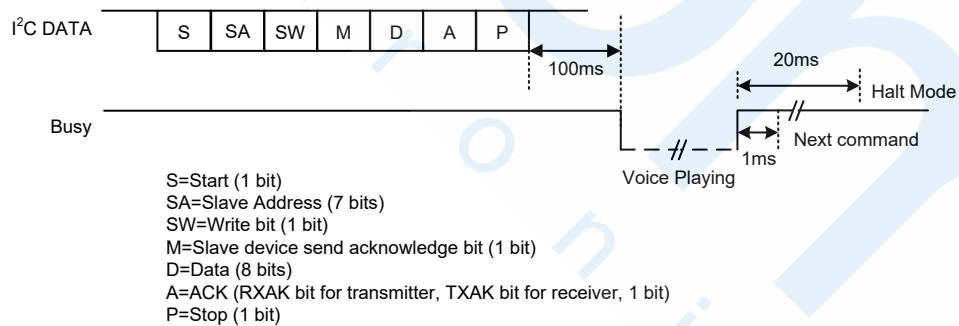 I²C DATA
S SA SW M D A P
100ms
20ms
Halt Mode
Busy
Next command
1ms
Voice Playing
S=Start (1 bit)
SA=Slave Address (7 bits)
SW=Write bit (1 bit)
M=Slave device send acknowledge bit (1 bit)
D=Data (8 bits)
A=ACK (RXAK bit for transmitter, TXAK bit for receiver, 1 bit)
P=Stop (1 bit)